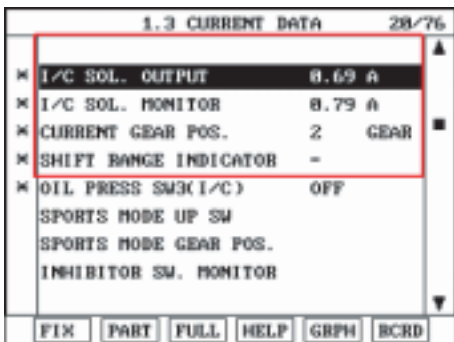 1.3 CURRENT DATA 20/76
× I/C SOL. OUTPUT 0.69 A
× I/C SOL. MONITOR 0.79 A
× CURRENT GEAR POS. 2 GEAR
× SHIFT RANGE INDICATOR -
× OIL PRESS SW3(I/C) OFF
SPORTS MODE UP SW
SPORTS MODE GEAR POS.
INHIBITOR SW. MONITOR
FIX PART FULL HELP GRPH RCRD